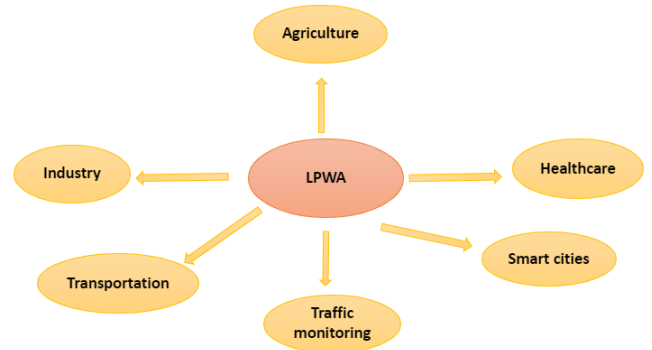 Agriculture
Industry
LPWA
Healthcare
Transportation
Smart cities
Traffic
monitoring